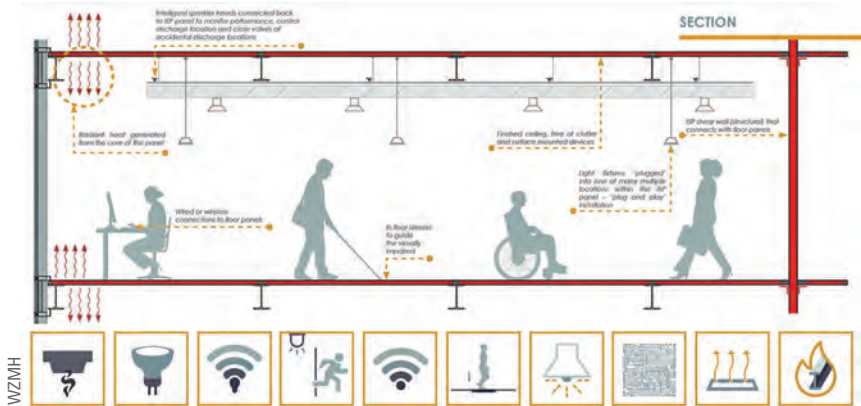 Intelligent sprinkler heads connected back
to ISP panel to monitor performance, control
discharge location and close valves of
accidental discharge locations
SECTION
Radiant heat generated
from the core of the panel
Finished ceiling, free of clutter
and surface mounted devices
ISP shear wall (structured) that
connects with floor panels
Light fixtures 'plugged'
into one of many multiple
locations within the ISP
panel – 'plug and play'
installation
Wired or wireless
connections to floor panels
In floor sensors
to guide
the visually
impaired
WZMH